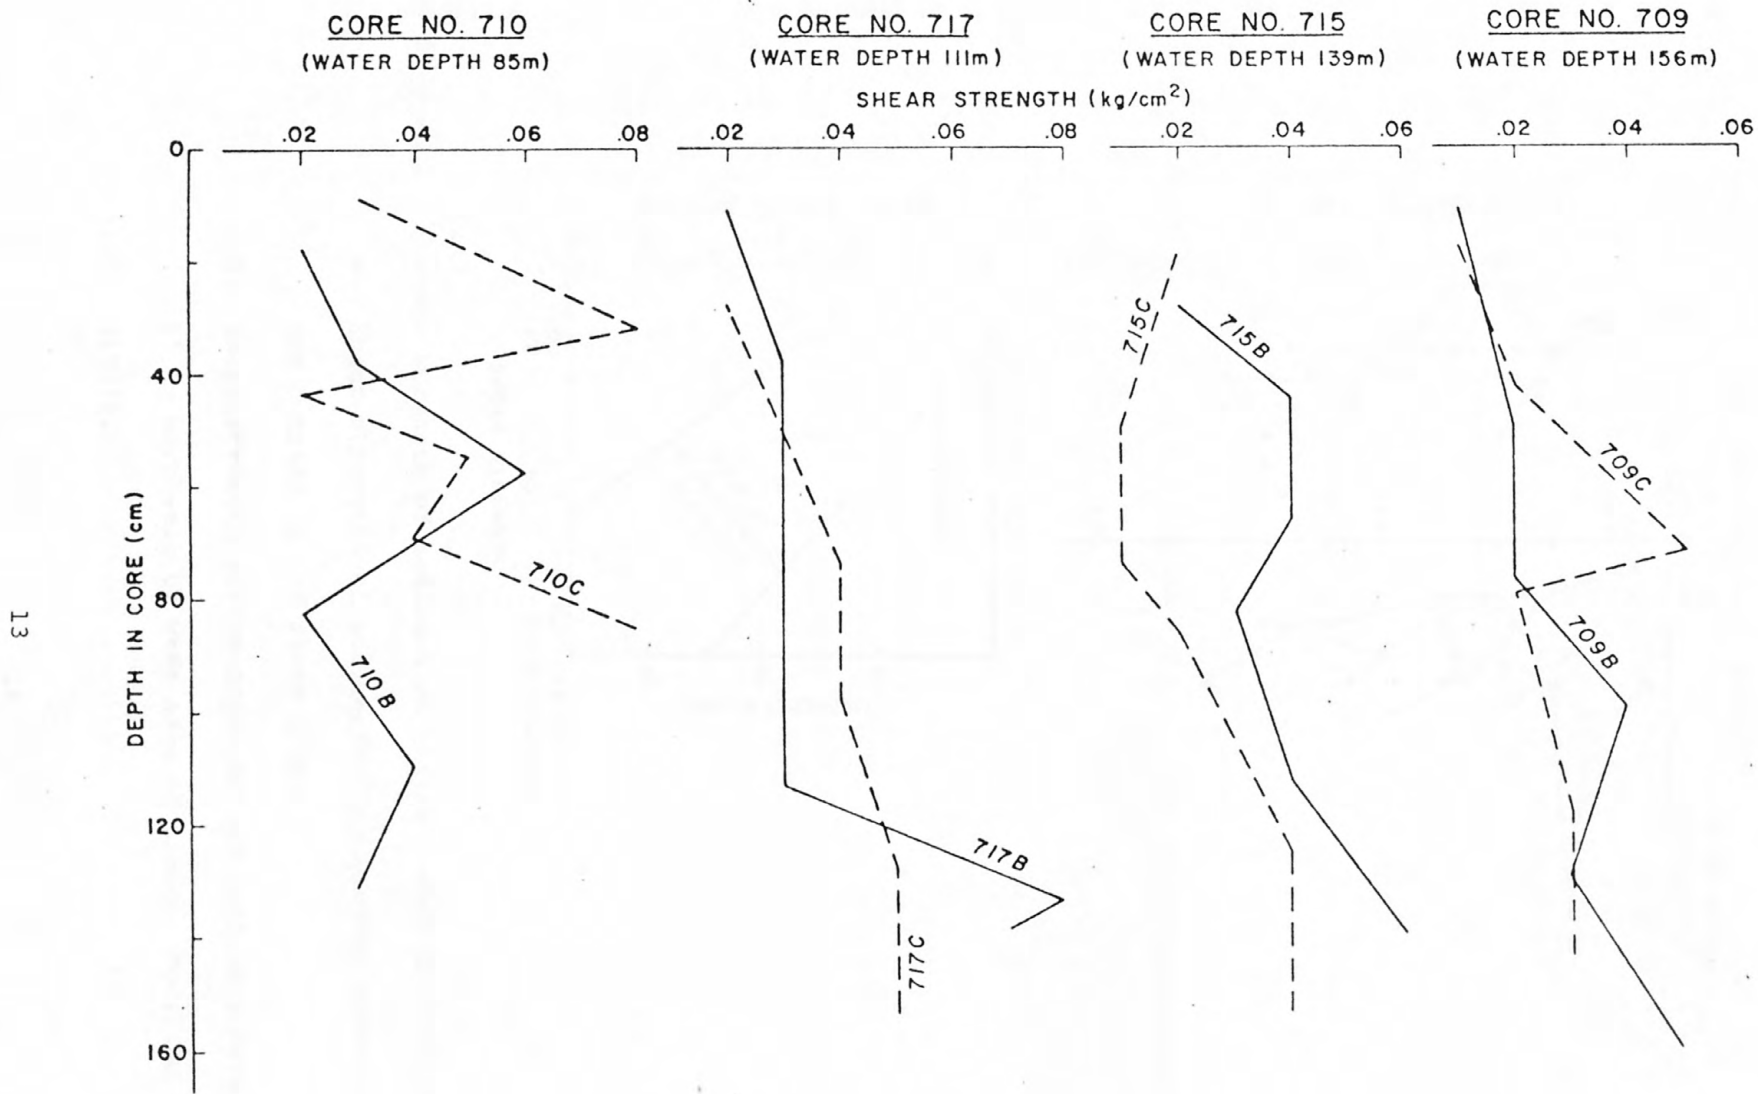 CORE NO. 710
(WATER DEPTH 85m)
CORE NO. 717
(WATER DEPTH 111m)
CORE NO. 715
(WATER DEPTH 139m)
CORE NO. 709
(WATER DEPTH 156m)
SHEAR STRENGTH (kg/cm²)
.02 .04 .06 .08
.02 .04 .06 .08
.02 .04 .06
.02 .04 .06
0
40
80
120
160
DEPTH IN CORE (cm)
710C
710B
717B
717C
715C
715B
709C
709B
13